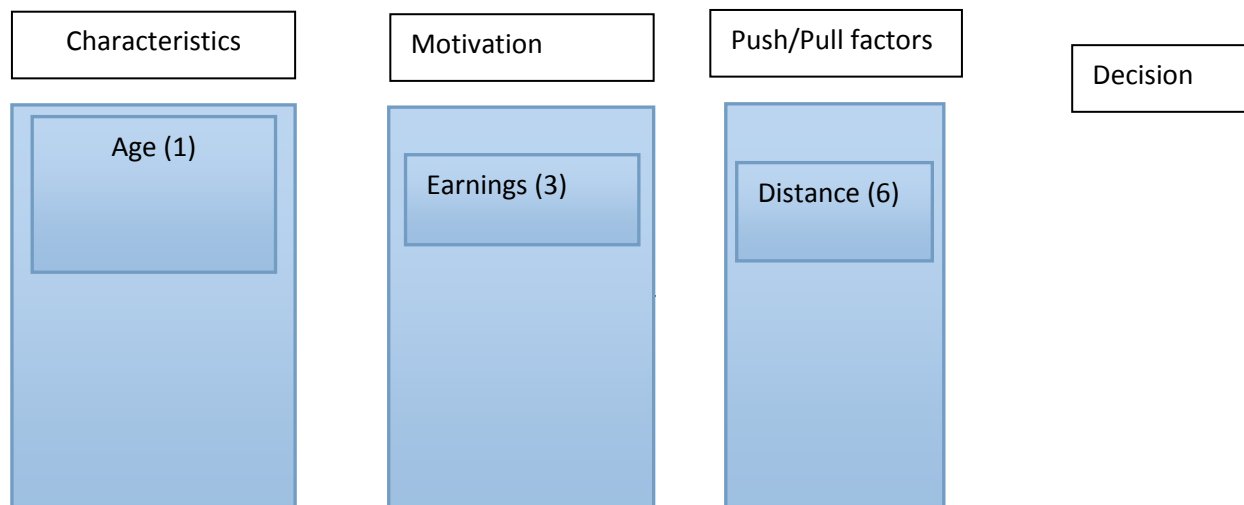 Characteristics
Motivation
Push/Pull factors
Decision
Age (1)
Earnings (3)
Distance (6)